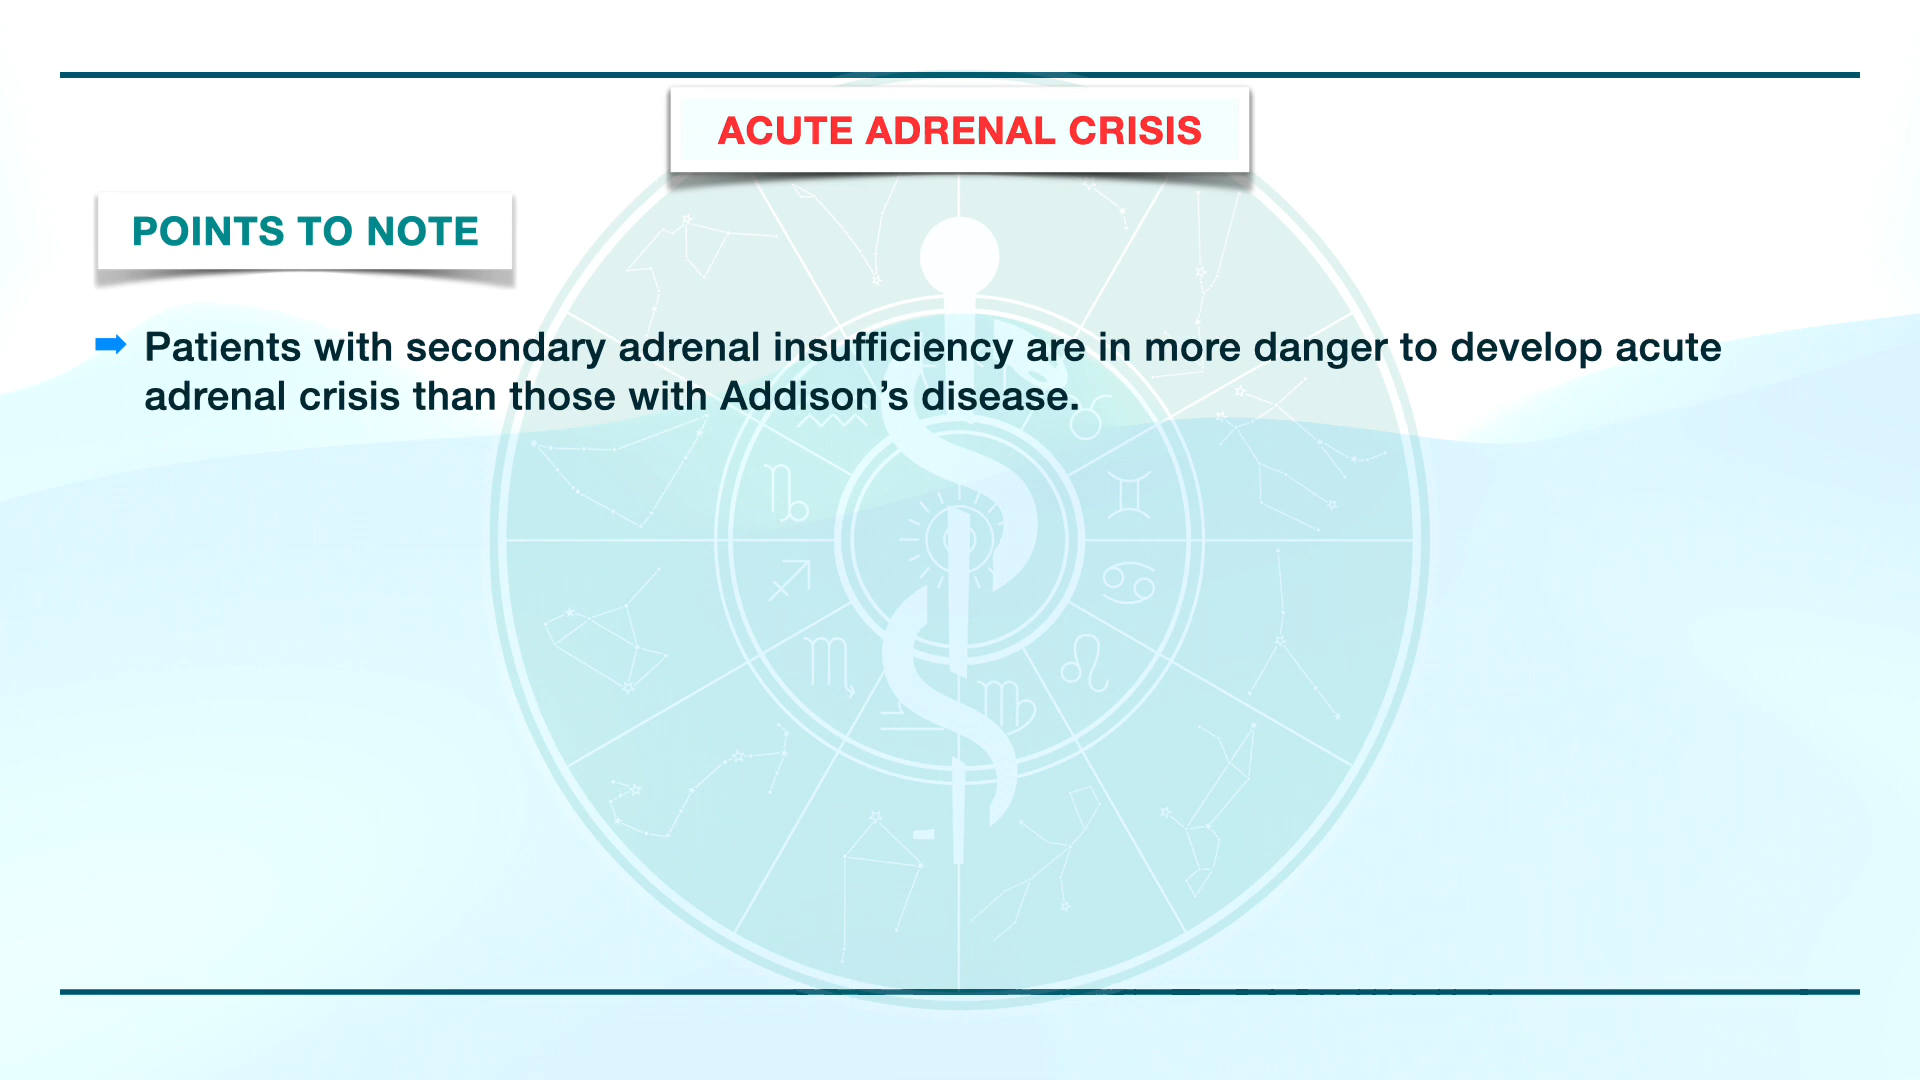 ACUTE ADRENAL CRISIS
POINTS TO NOTE
➡ Patients with secondary adrenal insufficiency are in more danger to develop acute
adrenal crisis than those with Addison’s disease.